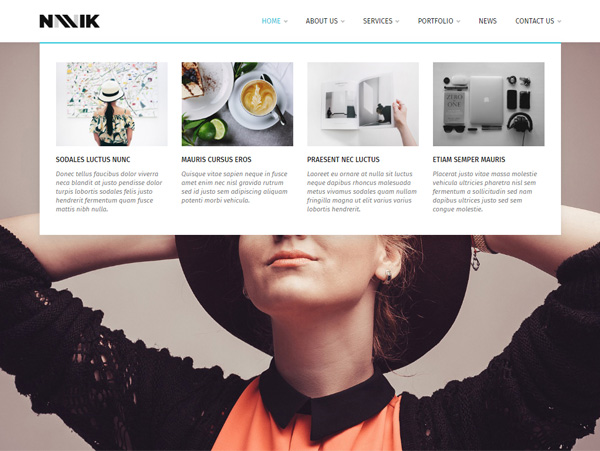 HOME ABOUT US SERVICES PORTFOLIO NEWS CONTACT US
SODALES LUCTUS NUNC
Donec tellus faucibus dolor viverra
neca blandit at justo pendisse dolor
turpis lobortis sodales felis justo
hendrerit fermentum quam fusce
mattis nibh nulla.
MAURIS CURSUS EROS
Quisque vitae sapien neque in fusce
amet enim nec nisl gravida rutrum
sed id justo sem adipiscing aliquam
potenti morbi vehicula.
PRAESENT NEC LUCTUS
Laoreet eu ornare at nulla sit luctus
neque dapibus rhoncus malesuada
metus vivamus sodales quam nullam
fringilla magna ut elit varius varius
lobortis hendrerit.
ZERO
ONE
ETIAM SEMPER MAURIS
Placerat justo vitae massa molestie
vehicula ultricies pharetra nisl sem
fermentum a sollicitudin sed nam
dapibus ultrices justo sed sem
congue molestie.